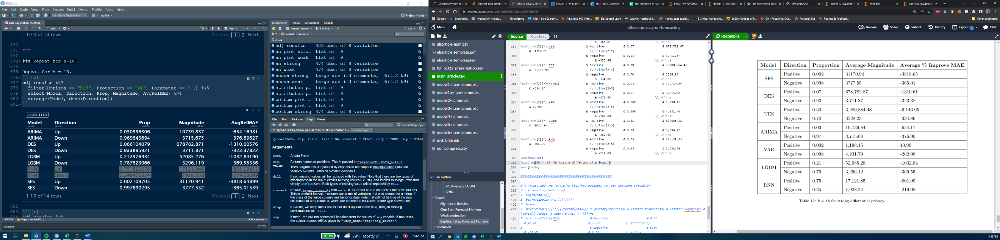 RStudio
File Edit Code View Plots Session Build Debug Profile Tools Help
Go to file/function Addins Project: (None)
data_exploration_m3.Rmd
Knit Run
1-10 of 14 rows Previous 1 2 Next
670
671 ***
672
673 ### Repeat for h=18.
674
675 Repeat for h = 18.
676 ```{r}
677 adj_results %>%
678 filter(Horizon == "h18", Protection == "DP", Parameter == 0.1) %>%
679 select(Model, Direction, Prop, Magnitude, AvgRelMAE) %>%
680 arrange(Model, desc(Direction))
681 ```
A tibble: 14 x 5
Model Direction Prop Magnitude AvgRelMAE
<chr> <chr> <dbl> <dbl> <dbl>
ARIMA Up 0.030356306 10739.837 -654.16981
ARIMA Down 0.969643694 3715.675 -376.89627
DES Up 0.066104079 678782.871 -1310.60576
DES Down 0.933895921 3711.871 -323.37822
LGBM Up 0.212376934 52085.276 -1032.84190
LGBM Down 0.787623066 3296.119 -369.55336
RNN Up 0.751523676 17121.846 -801.09413
RNN Down 0.248476324 1928.238 -219.08099
SES Up 0.002109705 31170.941 -3818.64899
SES Down 0.997890295 3777.552 -365.01539
1-10 of 14 rows Previous 1 2 Next
682
683 ```{r}
675:19 Repeat for h=18. R Markdown
Console
Environment History Connections Tutorial
Import Dataset 321 MiB List
R Global Environment
Data
adj_results 420 obs. of 8 variables
an_plot_stro... List of 9
an_plot_weak List of 9
an_strong 474 obs. of 8 variables
an_weak 474 obs. of 8 variables
anova_strong Large aov (13 elements, 671.2 kB)
anova_weak Large aov (13 elements, 671.2 kB)
attributes_p... List of 9
attributes_p... List of 9
bottom_plot_... List of 9
bottom_plot_... List of 9
bottom strong 474 obs. of 8 variables
Files Plots Packages Help Viewer
Refresh Help Topic
R: Spread a key-value pair across multiple columns Find in Topic
spread(data, key, value, fill = NA, convert = FALSE, drop = TRUE, sep = NULL)
Arguments
data A data frame.
key, value Column names or positions. This is passed to tidyselect::vars_pull().
These arguments are passed by expression and support quasiquotation (you can
unquote column names or column positions).
fill If set, missing values will be replaced with this value. Note that there are two types of
missingness in the input: explicit missing values (i.e. NA), and implicit missings, rows that
simply aren't present. Both types of missing value will be replaced by fill.
convert If TRUE, type.convert() with asis = TRUE will be run on each of the new columns.
This is useful if the value column was a mix of variables that was coerced to a string. If
the class of the value column was factor or date, note that will not be true of the new
columns that are produced, which are coerced to character before type conversion.
drop If FALSE, will keep factor levels that don't appear in the data, filling in missing
combinations with fill.
sep If NULL, the column names will be taken from the values of key variable. If non-NULL,
the column names will be given by "<key_name><sep><key_value>".
100% 79°F Mostly cl... 5:42 PM
Desktop/Privacy-and forecast_plot_compa effects-privacy-on-fo Create LaTeX tables Mail - Bale,Cameron The-Accuracy-of-Ma PII: S0169-2070(00)0 doi:10.1016/j.ijforec m3 forecasting com M3Comp2.dvi doi:10.1016/j.ijforec main.pdf doi:10.1016/j.ijforec
overleaf.com/project/627b00428b4ddbeb97f9b676
Google Bookmarks rmarkdown-cheats... Throttlestop Mail - Bale,Camero... Advanced MD | Pati... Blackboard Learn Jupyter Notebook S... Numpy axes explai... 5 Critical Ingredient... LeBow College of B... Git - Recording Cha... Personal Site Reports & Publicati... Other bookmarks
Menu effects-privacy-on-forecasting Review Share Submit History Layout Chat
Source Rich Text Recompile
elsarticle-num.bst
elsarticle-template.pdf
elsarticle-template.tex
ISF_2022_presentation.tex
main_article.tex
model1-num-names.bst
model1a-num-names.bst
model2-names.bst
model3-num-names.bst
model4-names.bst
model5-names.bst
model6-num-names.bst
mybibfile.bib
numcompress.sty
File outline
Multivariate LGBM
RNN
Results
High Level Results
One Step Forecast Horizon
Weak protection.
Eighteen Step Forecast Horizon
Conclusion
& -365.01 \\ \hline
380 \multirow{2}{*}{DES} & Positive & 0.07 & 678,782.87
& -1310.61 \\ \cline{2-5}
381 & Negative & 0.93 & 3,711.87
& -323.38 \\ \hline
382 \multirow{2}{*}{TES} & Positive & 0.30 & 3,280,884.48
& -6,146.95 \\ \cline{2-5}
383 & Negative & 0.70 & 3528.23
& -334.86 \\ \hline
384 \multirow{2}{*}{ARIMA} & Positive & 0.03 & 10,739.84
& -654.17 \\ \cline{2-5}
385 & Negative & 0.97 & 3,715.68
& -376.90 \\ \hline
386 \multirow{2}{*}{VAR} & Positive & 0.002 & 1,198.15
& 40.90 \\ \cline{2-5}
387 & Negative & 0.998 & 4,231.79
& -262.08 \\ \hline
388 \multirow{2}{*}{LGBM} & Positive & 0.21 & 52,085.28
& -1032.84 \\ \cline{2-5}
389 & Negative & 0.79 & 3,296.12
& -369.55 \\ \hline
390 \multirow{2}{*}{RNN} & Positive & 0.75 & 17,121.85
& -801.09 \\ \cline{2-5}
391 & Negative & 0.25 & 1,928.24
& -219.08 \\ \hline
392 \end{tabular}
393 \caption{$h = 18$ for strong differential privacy.}
394 \end{table}
395
396 %%%%%%%%%%%%%%%%%%%%%%%%%%%%%%%%%%%%%%%%%%%%%%%%
397
398 % % Please add the following required packages to your document preamble:
399 % % \usepackage{multirow}
400 % \begin{table}[]
401 % \begin{tabular}{|c|l|l|l|l|}
402 % \hline
403 % \multicolumn{1}{|l|}{\textbf{Model}} & \textbf{Direction} & \textbf{Proportion} & \textbf{AvgAbsAdj} &
\textbf{Average \% Improve MAE} \\ \hline
404 % \multirow{2}{*}{SES} & Positive & 0.10
& 46.61 & -2.27 \\ \cline{2-5}
405 % & Negative & 0.90
& 433.81 & 3.75 \\ \hline
Model Direction Proportion Average Magnitude Average % Improve MAE
SES Positive 0.002 31170.94 -3818.65
Negative 0.998 3777.55 -365.01
DES Positive 0.07 678,782.87 -1310.61
Negative 0.93 3,711.87 -323.38
TES Positive 0.30 3,280,884.48 -6,146.95
Negative 0.70 3528.23 -334.86
ARIMA Positive 0.03 10,739.84 -654.17
Negative 0.97 3,715.68 -376.90
VAR Positive 0.002 1,198.15 40.90
Negative 0.998 4,231.79 -262.08
LGBM Positive 0.21 52,085.28 -1032.84
Negative 0.79 3,296.12 -369.55
RNN Positive 0.75 17,121.85 -801.09
Negative 0.25 1,928.24 -219.08
Table 12: h = 18 for strong differential privacy.
5:42 PM